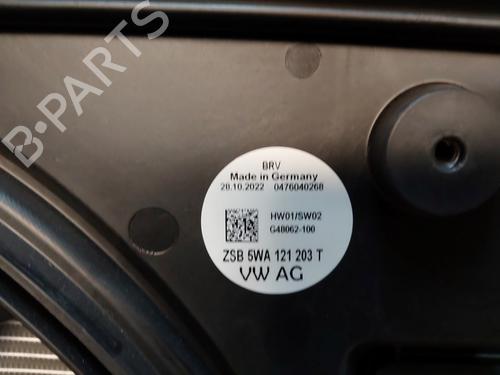 B-PARTS
BRV
Made in Germany
28.10.2022 0476040268
HW01/SW02
G48062-100
ZSB 5WA 121 203 T
VW AG